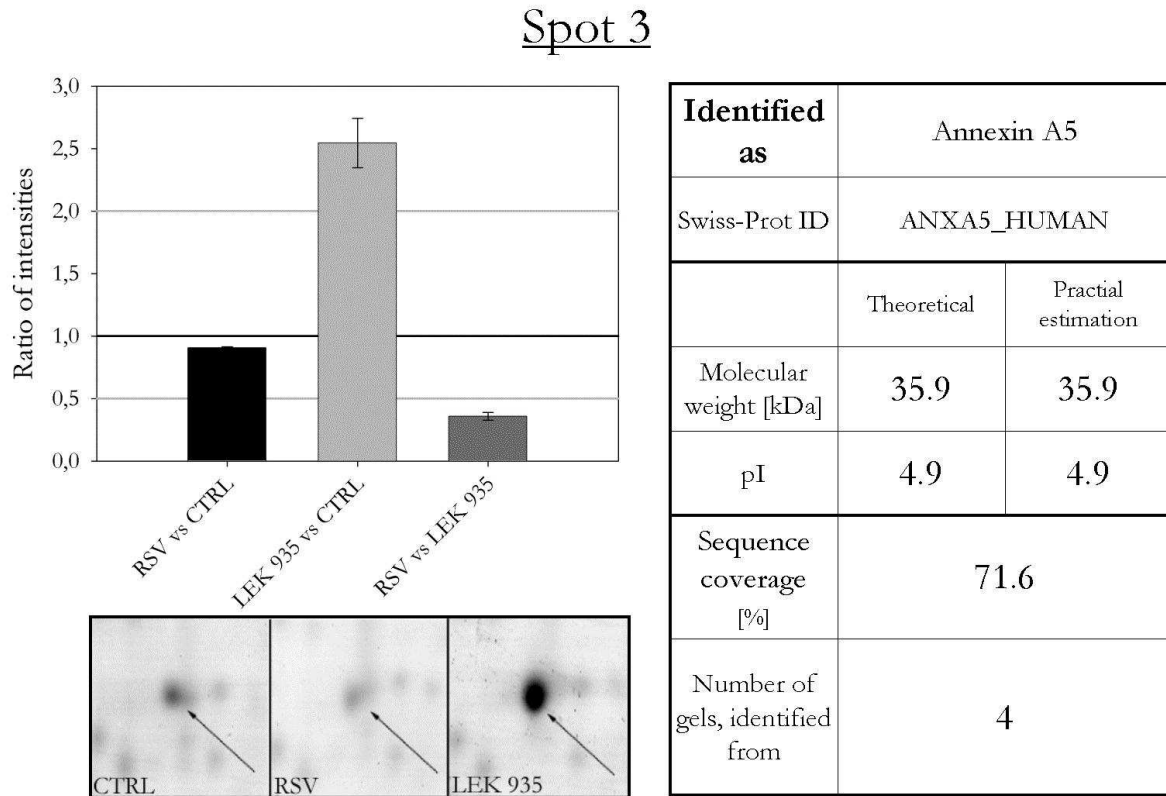 Spot 3
Ratio of intensities
3,0
2,5
2,0
1,5
1,0
0,5
0,0
RSV vs CTRL
LEK 935 vs CTRL
RSV vs LEK 935
CTRL
RSV
LEK 935
Identified
as
Annexin A5
Swiss-Prot ID
ANXA5_HUMAN
Theoretical
Practial
estimation
Molecular
weight [kDa]
35.9
35.9
pI
4.9
4.9
Sequence
coverage
[%]
71.6
Number of
gels, identified
from
4